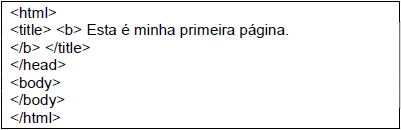 <html>
<title> <b> Esta é minha primeira página.
</b> </title>
</head>
<body>
</body>
</html>